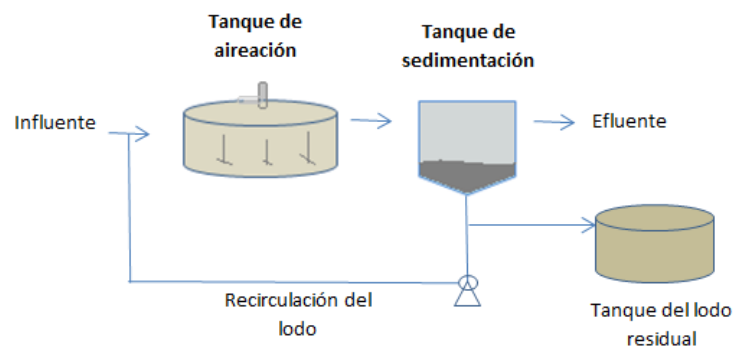 Tanque de
aireación
Tanque de
sedimentación
Influente
Efluente
Recirculación del
lodo
Tanque del lodo
residual